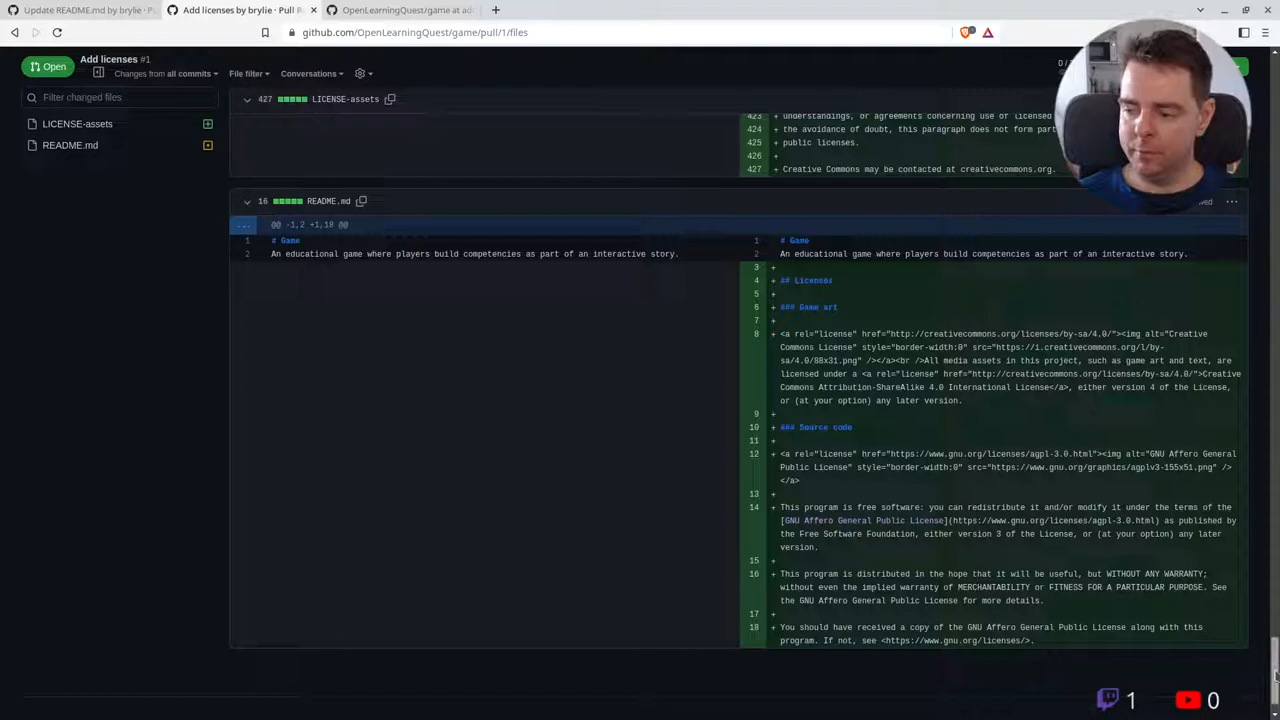 Update README.md by brylie · Pu
Add licenses by brylie · Pull R
OpenLearningQuest/game at add
github.com/OpenLearningQuest/game/pull/1/files
Open
Add licenses #1
Changes from all commits
File filter
Conversations
0 /
Filter changed files
LICENSE-assets
README.md
427 LICENSE-assets
423 + understandings, or agreements concerning use of licensed
424 + the avoidance of doubt, this paragraph does not form part
425 + public licenses.
426 +
427 + Creative Commons may be contacted at creativecommons.org.
16 README.md
... @@ -1,2 +1,18 @@
1 # Game
2 An educational game where players build competencies as part of an interactive story.
1 # Game
2 An educational game where players build competencies as part of an interactive story.
3 +
4 + ## Licenses
5 +
6 + ### Game art
7 +
8 + <a rel="license" href="http://creativecommons.org/licenses/by-sa/4.0/"><img alt="Creative
Commons License" style="border-width:0" src="https://i.creativecommons.org/l/by-
sa/4.0/88x31.png" /></a><br />All media assets in this project, such as game art and text, are
licensed under a <a rel="license" href="http://creativecommons.org/licenses/by-sa/4.0/">Creative
Commons Attribution-ShareAlike 4.0 International License</a>, either version 4 of the License,
or (at your option) any later version.
9 +
10 + ### Source code
11 +
12 + <a rel="license" href="https://www.gnu.org/licenses/agpl-3.0.html"><img alt="GNU Affero General
Public License" style="border-width:0" src="https://www.gnu.org/graphics/agplv3-155x51.png" />
</a>
13 +
14 + This program is free software: you can redistribute it and/or modify it under the terms of the
[GNU Affero General Public License](https://www.gnu.org/licenses/agpl-3.0.html) as published by
the Free Software Foundation, either version 3 of the License, or (at your option) any later
version.
15 +
16 + This program is distributed in the hope that it will be useful, but WITHOUT ANY WARRANTY;
without even the implied warranty of MERCHANTABILITY or FITNESS FOR A PARTICULAR PURPOSE. See
the GNU Affero General Public License for more details.
17 +
18 + You should have received a copy of the GNU Affero General Public License along with this
program. If not, see <https://www.gnu.org/licenses/>.
1
0